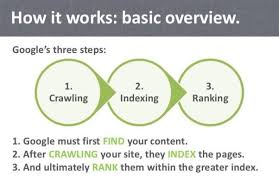 How it works: basic overview.
Google's three steps:
1.
Crawling
2.
Indexing
3.
Ranking
1. Google must first FIND your content.
2. After CRAWLING your site, they INDEX the pages.
3. And ultimately RANK them within the greater index.